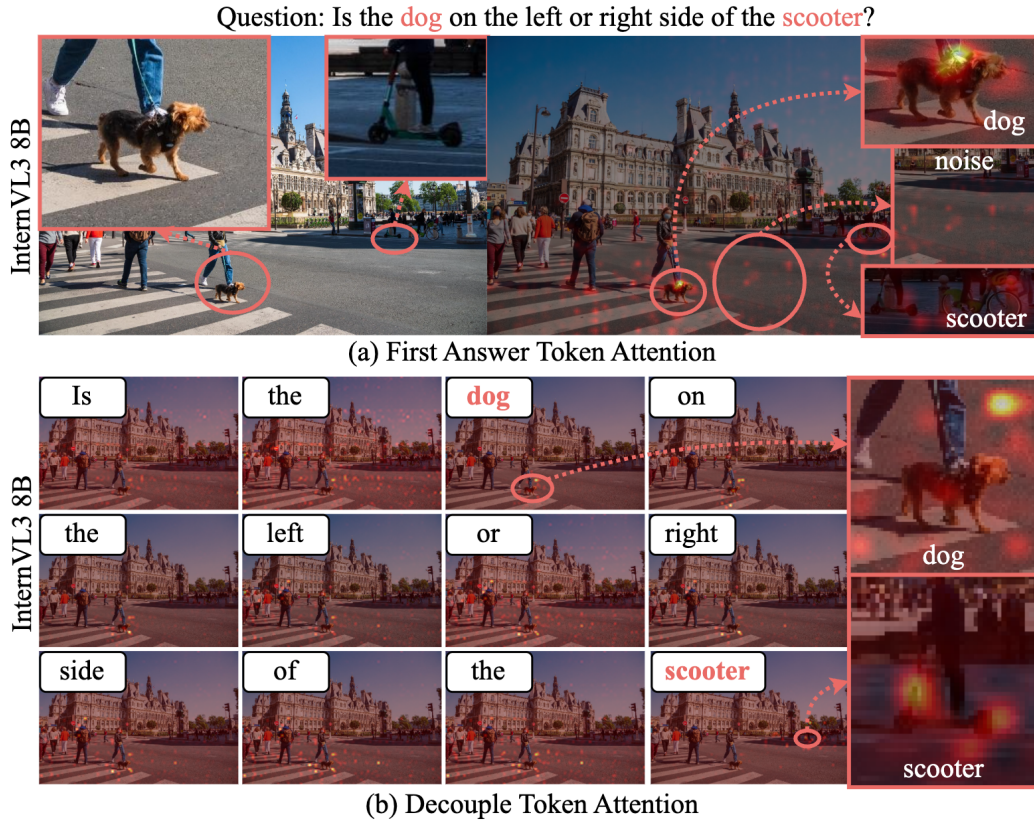 Question: Is the dog on the left or right side of the scooter?
InternVL3 8B
dog
noise
scooter
(a) First Answer Token Attention
InternVL3 8B
Is
the
dog
on
the
left
or
right
side
of
the
scooter
dog
scooter
(b) Decouple Token Attention